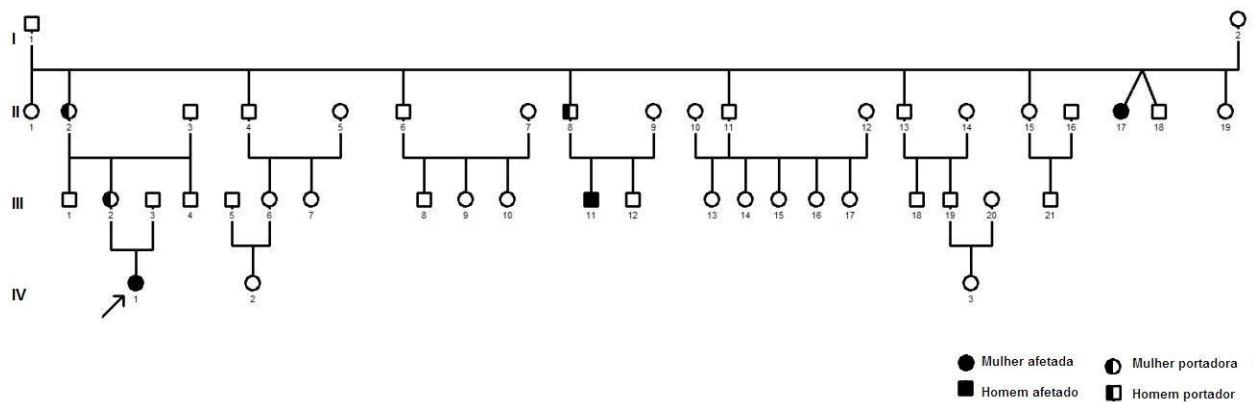 I
1 2
II
1 2 3 4 5 6 7 8 9 10 11 12 13 14 15 16 17 18 19
III
1 2 3 4 5 6 7 8 9 10 11 12 13 14 15 16 17 18 19 20 21
IV
1 2 3
Mulher afetada Mulher portadora
Homem afetado Homem portador